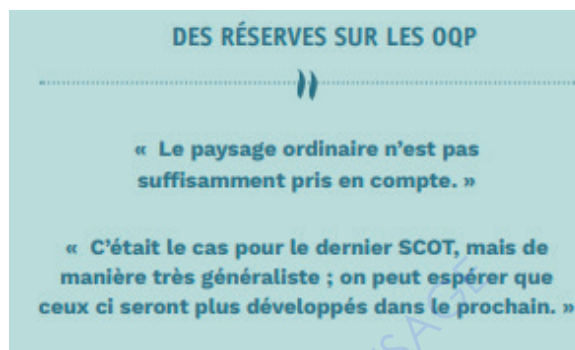 DES RÉSERVES SUR LES OQP
« Le paysage ordinaire n'est pas
suffisamment pris en compte. »
« C'était le cas pour le dernier SCOT, mais de
manière très généraliste ; on peut espérer que
ceux ci seront plus développés dans le prochain. »